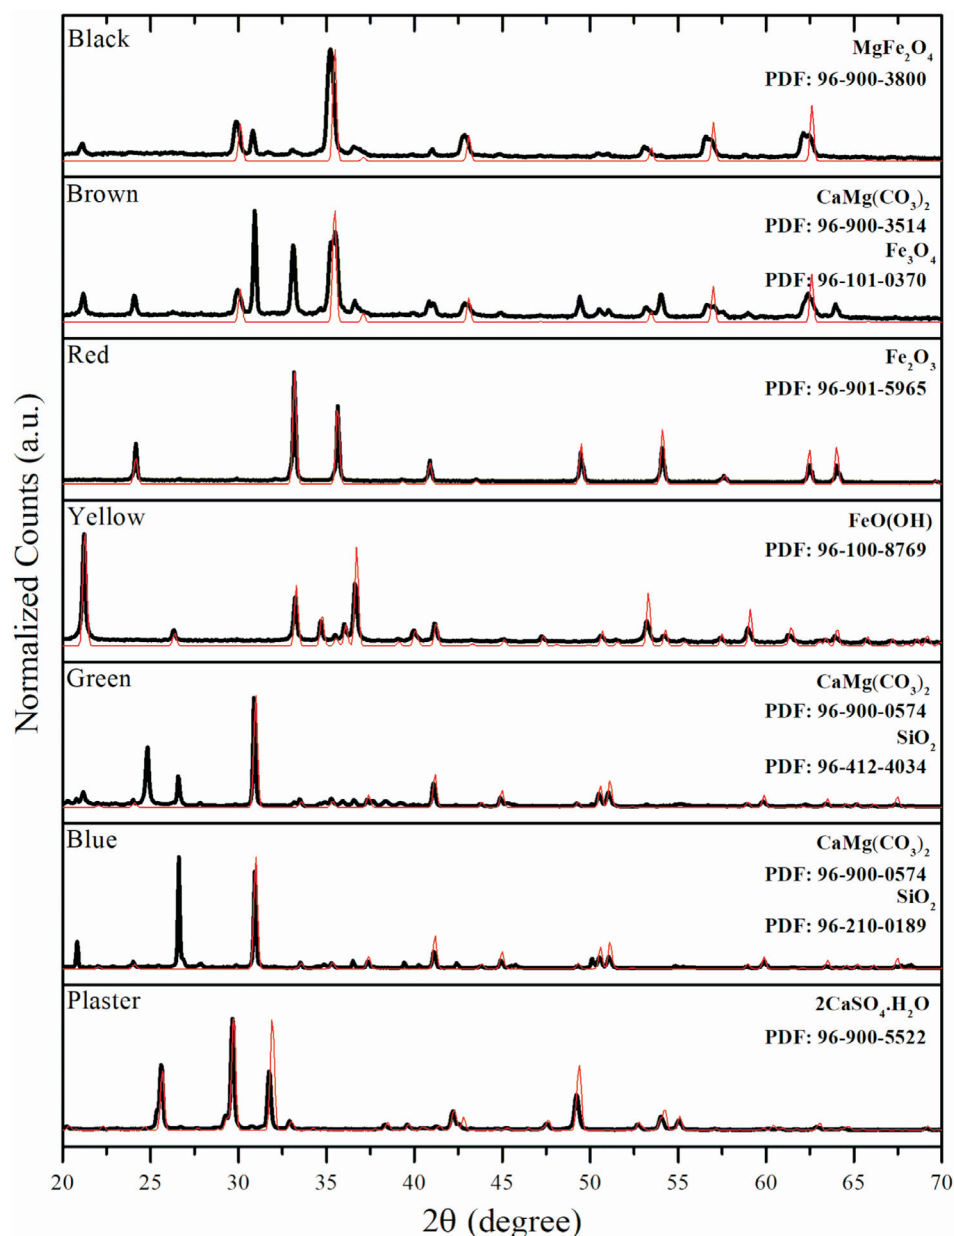 Black
MgFe₂O₄
PDF: 96-900-3800
Brown
CaMg(CO₃)₂
PDF: 96-900-3514
Fe₃O₄
PDF: 96-101-0370
Red
Fe₂O₃
PDF: 96-901-5965
Yellow
FeO(OH)
PDF: 96-100-8769
Green
CaMg(CO₃)₂
PDF: 96-900-0574
SiO₂
PDF: 96-412-4034
Blue
CaMg(CO₃)₂
PDF: 96-900-0574
SiO₂
PDF: 96-210-0189
Plaster
2CaSO₄.H₂O
PDF: 96-900-5522
Normalized Counts (a.u.)
20 25 30 35 40 45 50 55 60 65 70
2θ (degree)